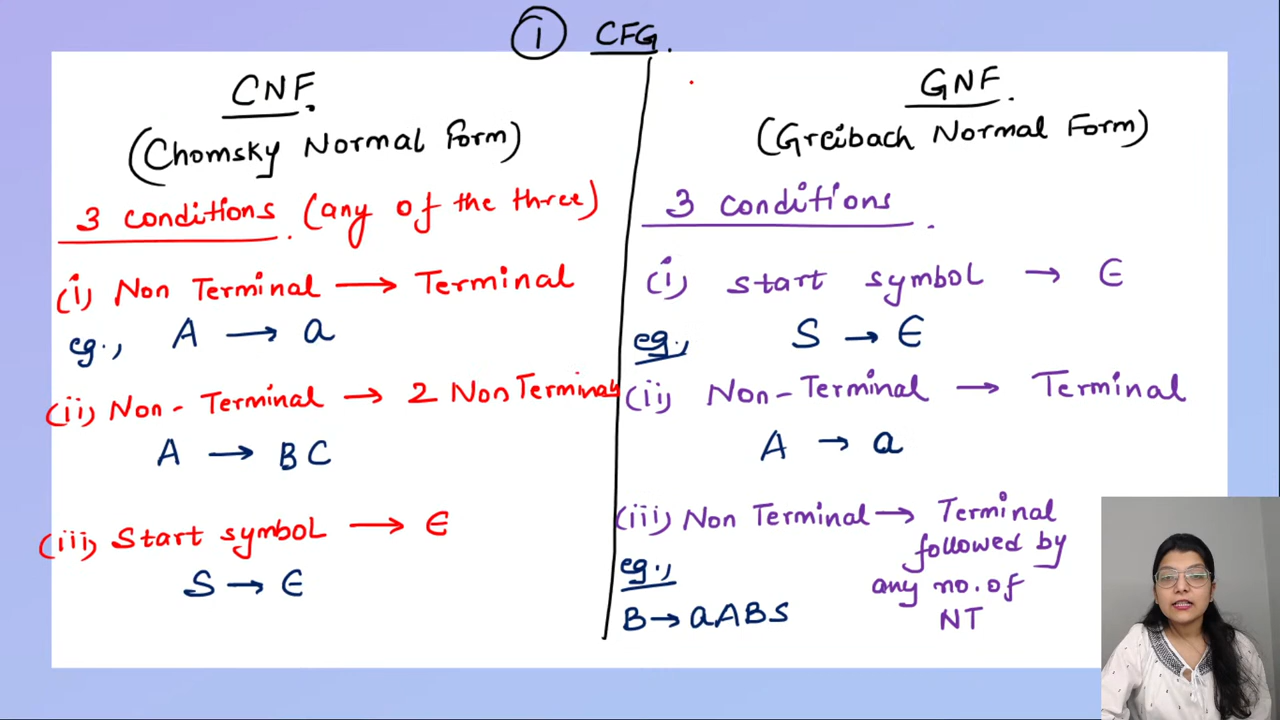 1 CFG.
CNF.
(Chomsky Normal Form)
3 conditions. (any of the three)
(i) Non Terminal → Terminal
eg., A → a
(ii) Non-Terminal → 2 NonTerminals
A → BC
(iii) Start symbol → ∈
S → ∈
GNF.
(Greibach Normal Form)
3 conditions.
(i) start symbol → ∈
eg., S → ∈
(ii) Non-Terminal → Terminal
A → a
(iii) Non Terminal → Terminal
followed by
any no. of
NT
eg.,
B → aABS